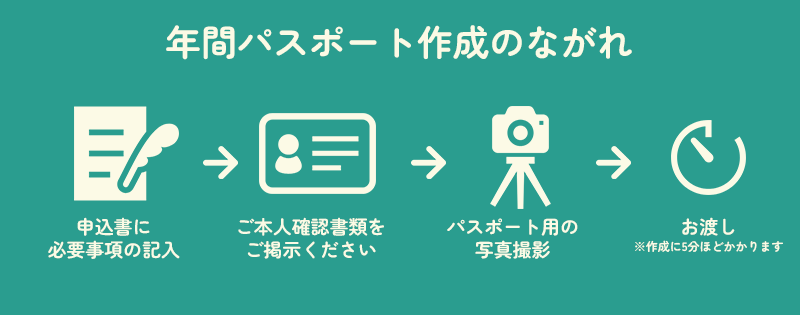 年間パスポート作成のながれ
申込書に
必要事項の記入
ご本人確認書類を
ご掲示ください
パスポート用の
写真撮影
お渡し
※作成に5分ほどかかります